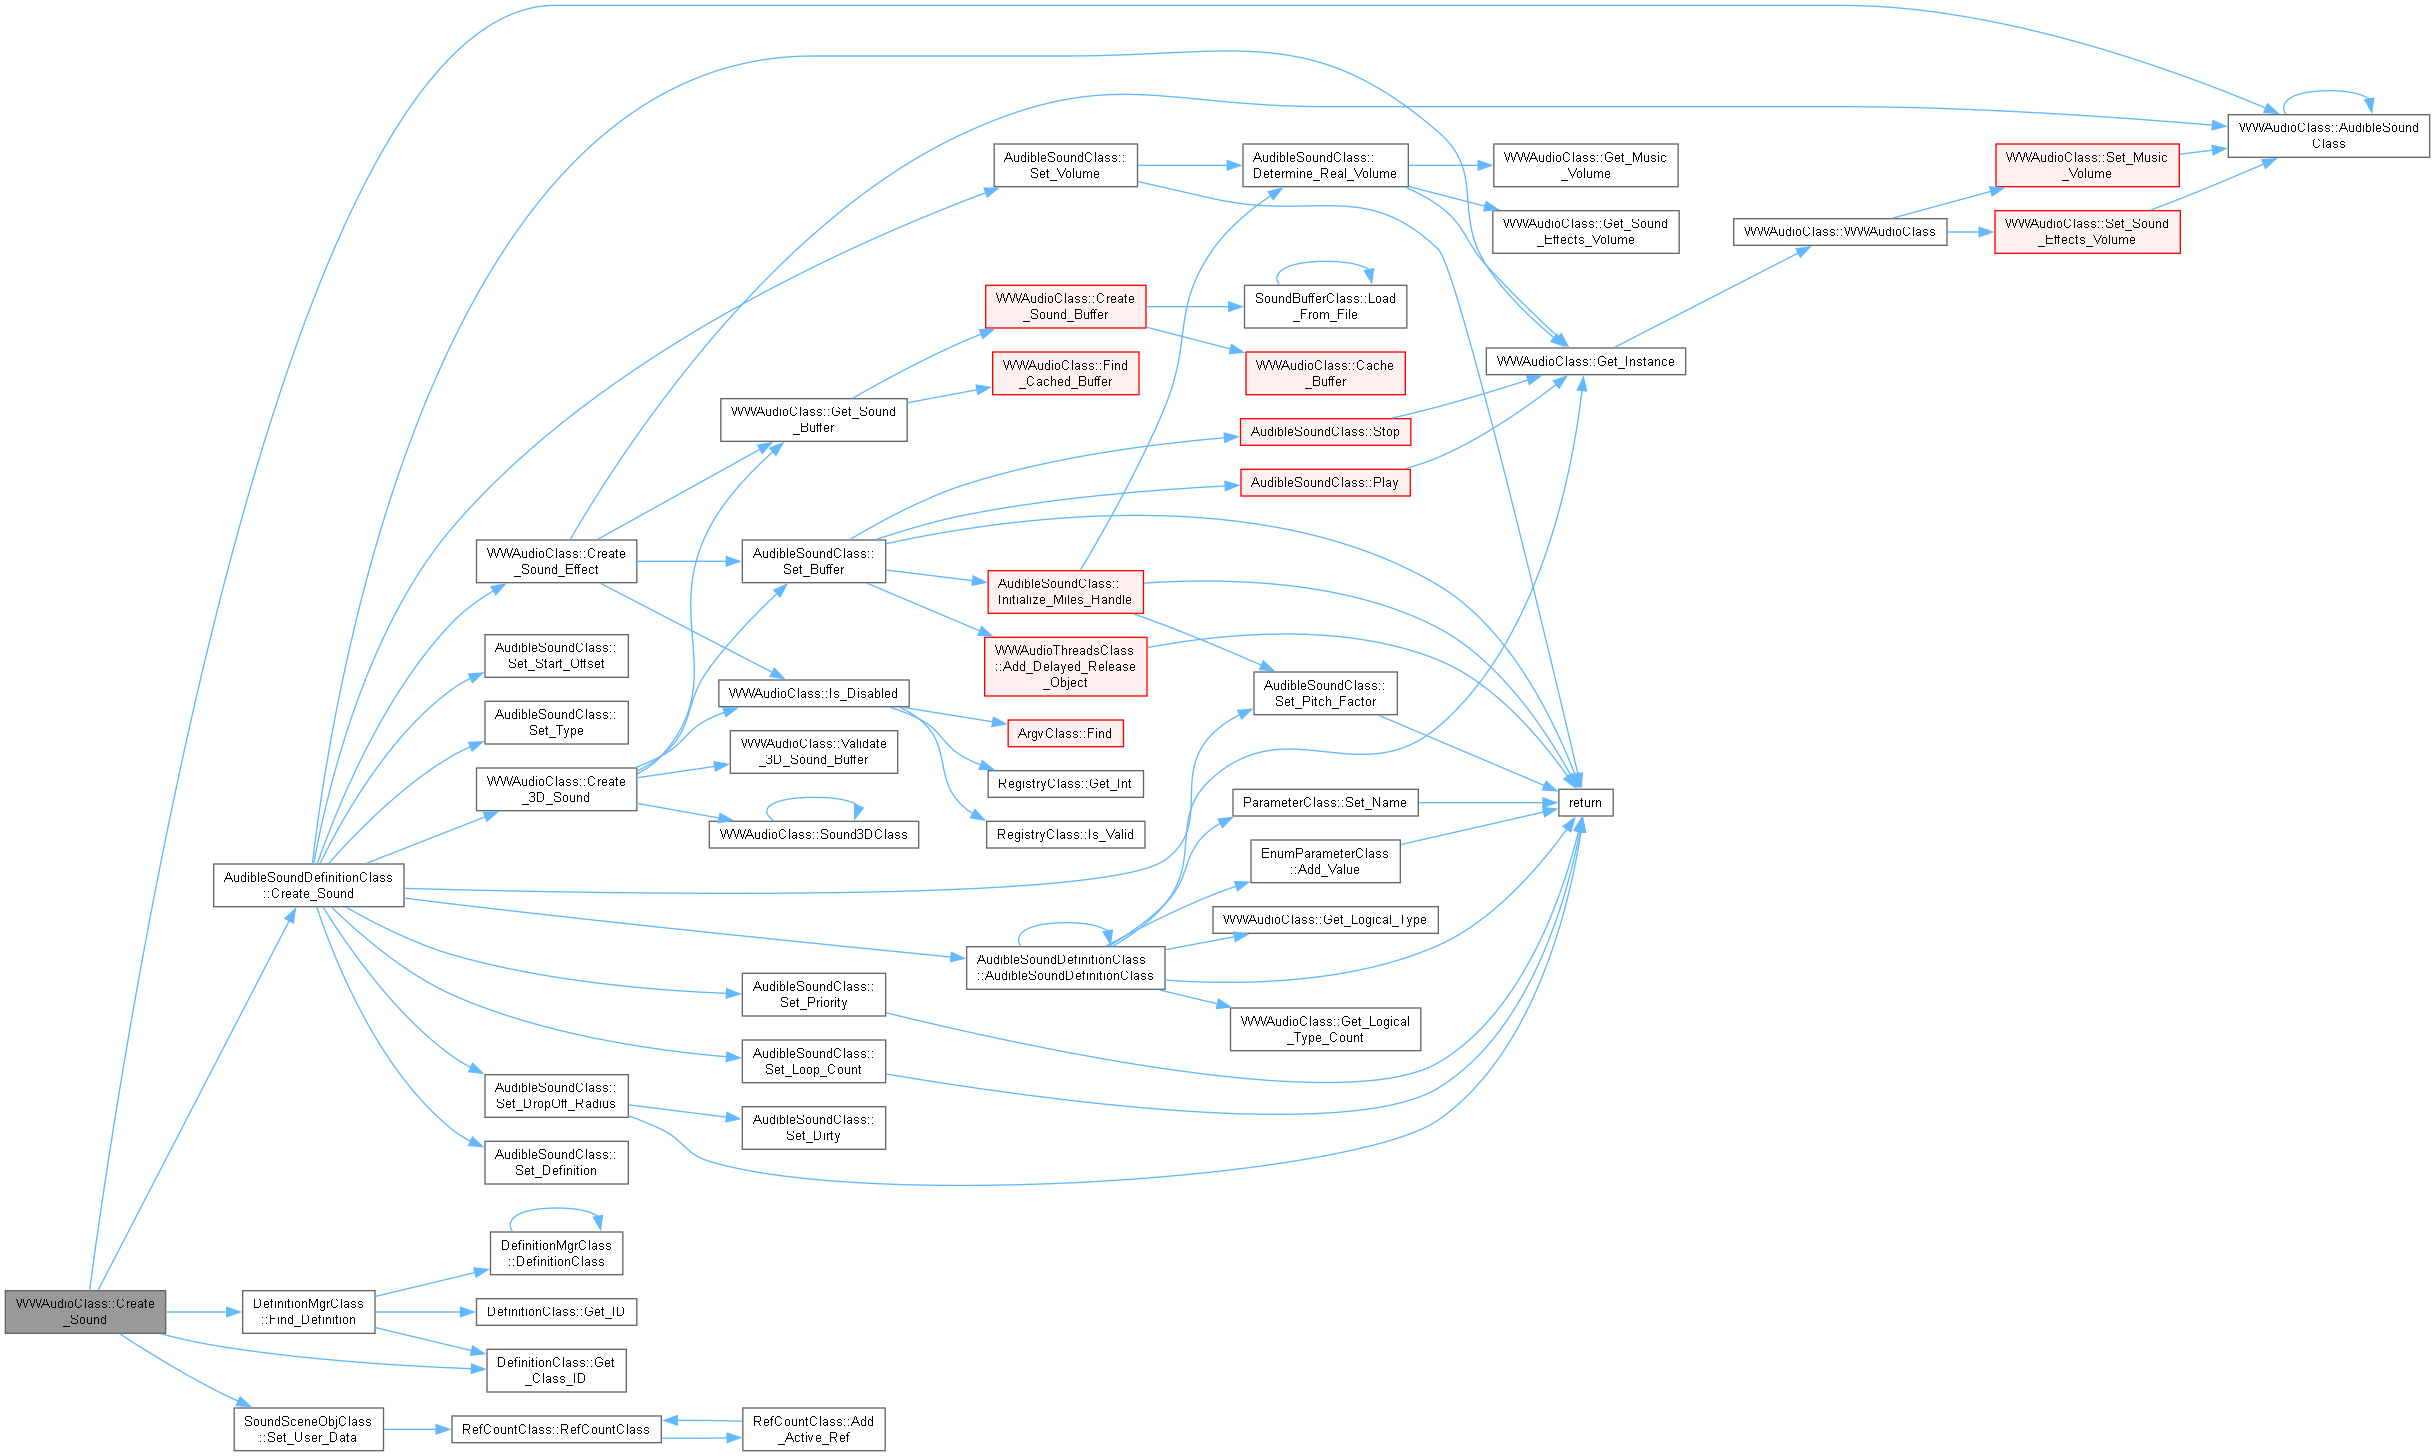 WWAudioClass::Create
_Sound
AudibleSoundDefinitionClass
::Create_Sound
DefinitionMgrClass
::Find_Definition
SoundSceneObjClass
::Set_User_Data
WWAudioClass::Create
_Sound_Effect
AudibleSoundClass::
Set_Start_Offset
AudibleSoundClass::
Set_Type
WWAudioClass::Create
_3D_Sound
AudibleSoundClass::
Set_DropOff_Radius
AudibleSoundClass::
Set_Definition
DefinitionMgrClass
::DefinitionClass
DefinitionClass::Get_ID
DefinitionClass::Get
_Class_ID
RefCountClass::RefCountClass
WWAudioClass::Get_Sound
_Buffer
AudibleSoundClass::
Set_Buffer
WWAudioClass::Is_Disabled
WWAudioClass::Validate
_3D_Sound_Buffer
WWAudioClass::Sound3DClass
AudibleSoundClass::
Set_Priority
AudibleSoundClass::
Set_Loop_Count
AudibleSoundClass::
Set_Dirty
RefCountClass::Add
_Active_Ref
AudibleSoundClass::
Set_Volume
WWAudioClass::Create
_Sound_Buffer
WWAudioClass::Find
_Cached_Buffer
AudibleSoundClass::
Initialize_Miles_Handle
WWAudioThreadsClass
::Add_Delayed_Release
_Object
ArgvClass::Find
RegistryClass::Get_Int
RegistryClass::Is_Valid
AudibleSoundDefinitionClass
::AudibleSoundDefinitionClass
AudibleSoundClass::
Determine_Real_Volume
SoundBufferClass::Load
_From_File
WWAudioClass::Cache
_Buffer
AudibleSoundClass::Stop
AudibleSoundClass::Play
AudibleSoundClass::
Set_Pitch_Factor
ParameterClass::Set_Name
EnumParameterClass
::Add_Value
WWAudioClass::Get_Logical_Type
WWAudioClass::Get_Logical
_Type_Count
WWAudioClass::Get_Music
_Volume
WWAudioClass::Get_Sound
_Effects_Volume
WWAudioClass::Get_Instance
return
WWAudioClass::WWAudioClass
WWAudioClass::Set_Music
_Volume
WWAudioClass::Set_Sound
_Effects_Volume
WWAudioClass::AudibleSound
Class